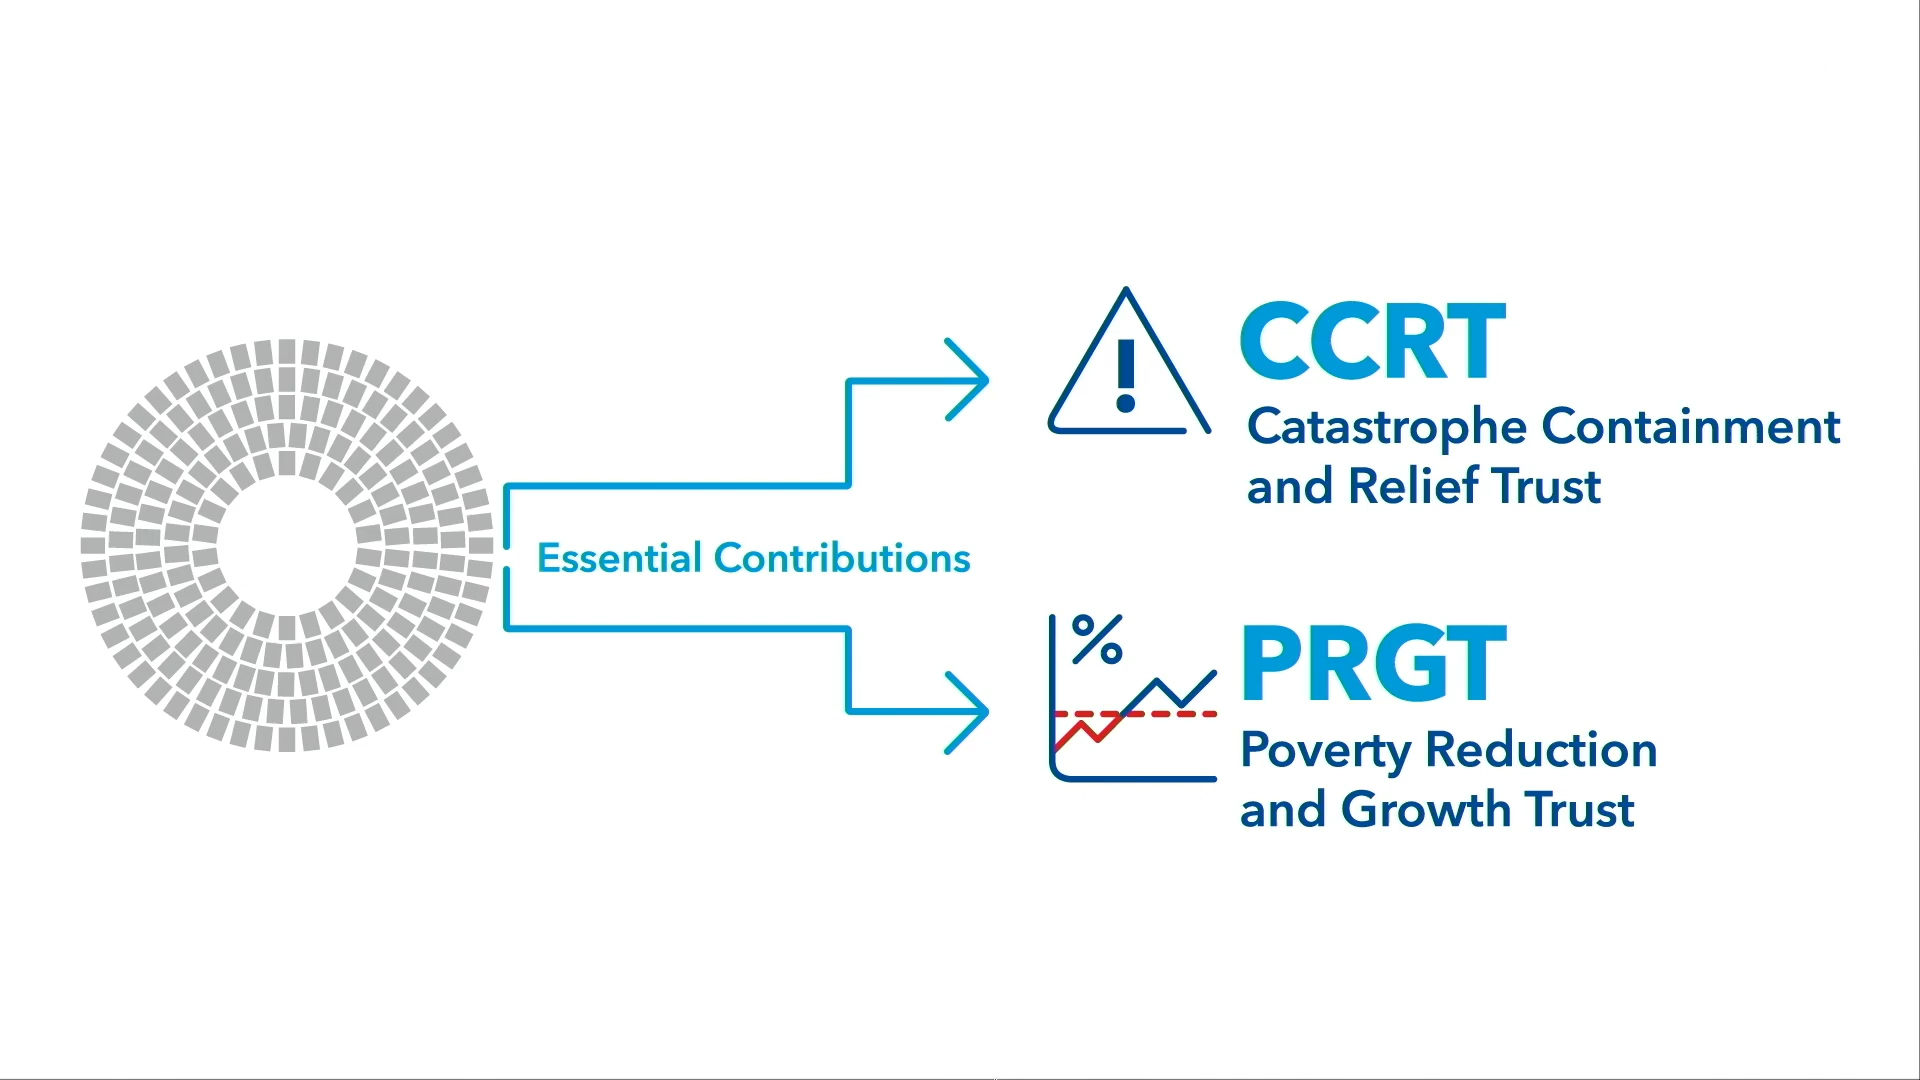 Essential Contributions
CCRT
Catastrophe Containment
and Relief Trust
%
PRGT
Poverty Reduction
and Growth Trust